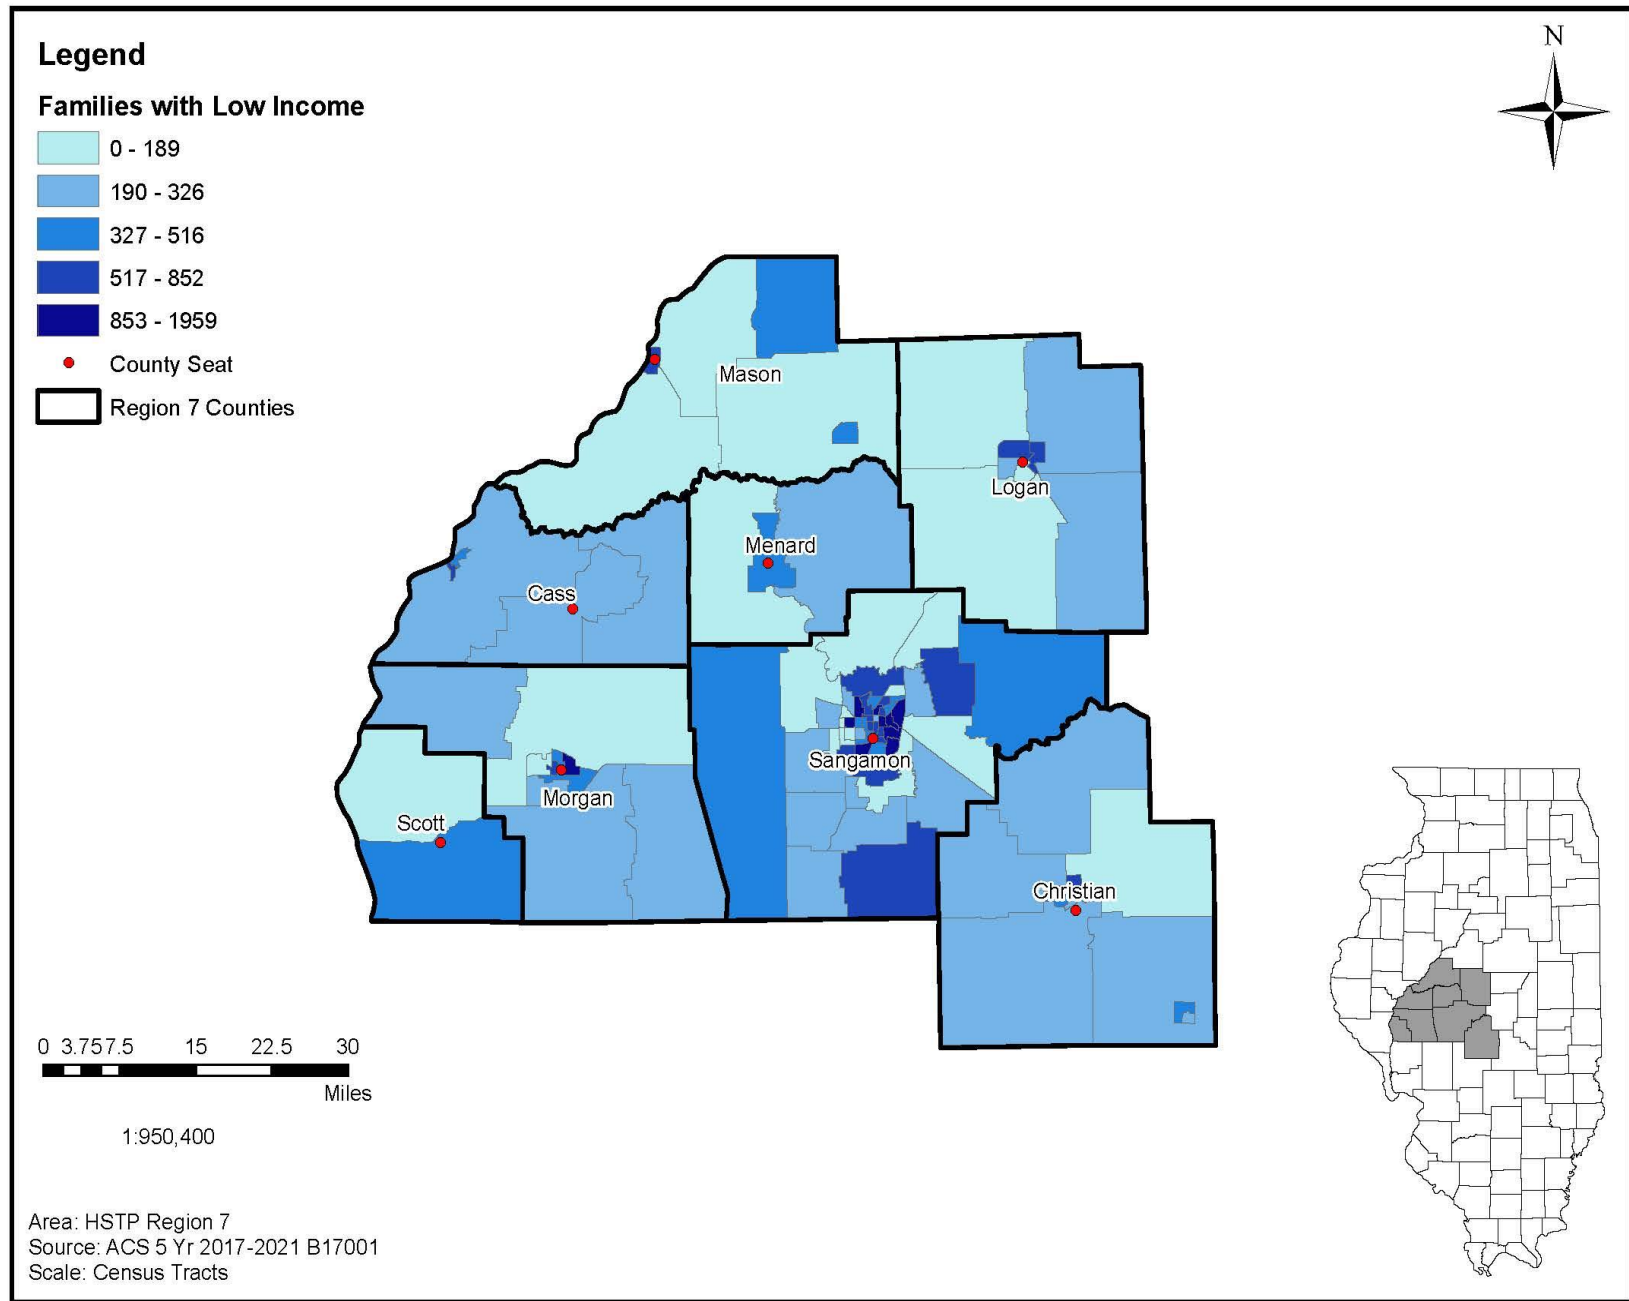 Legend
N
Families with Low Income
0 - 189
190 - 326
327 - 516
517 - 852
853 - 1959
County Seat
Region 7 Counties
Mason
Logan
Menard
Cass
Sangamon
Morgan
Scott
Christian
0 3.75 7.5 15 22.5 30
Miles
1:950,400
Area: HSTP Region 7
Source: ACS 5 Yr 2017-2021 B17001
Scale: Census Tracts